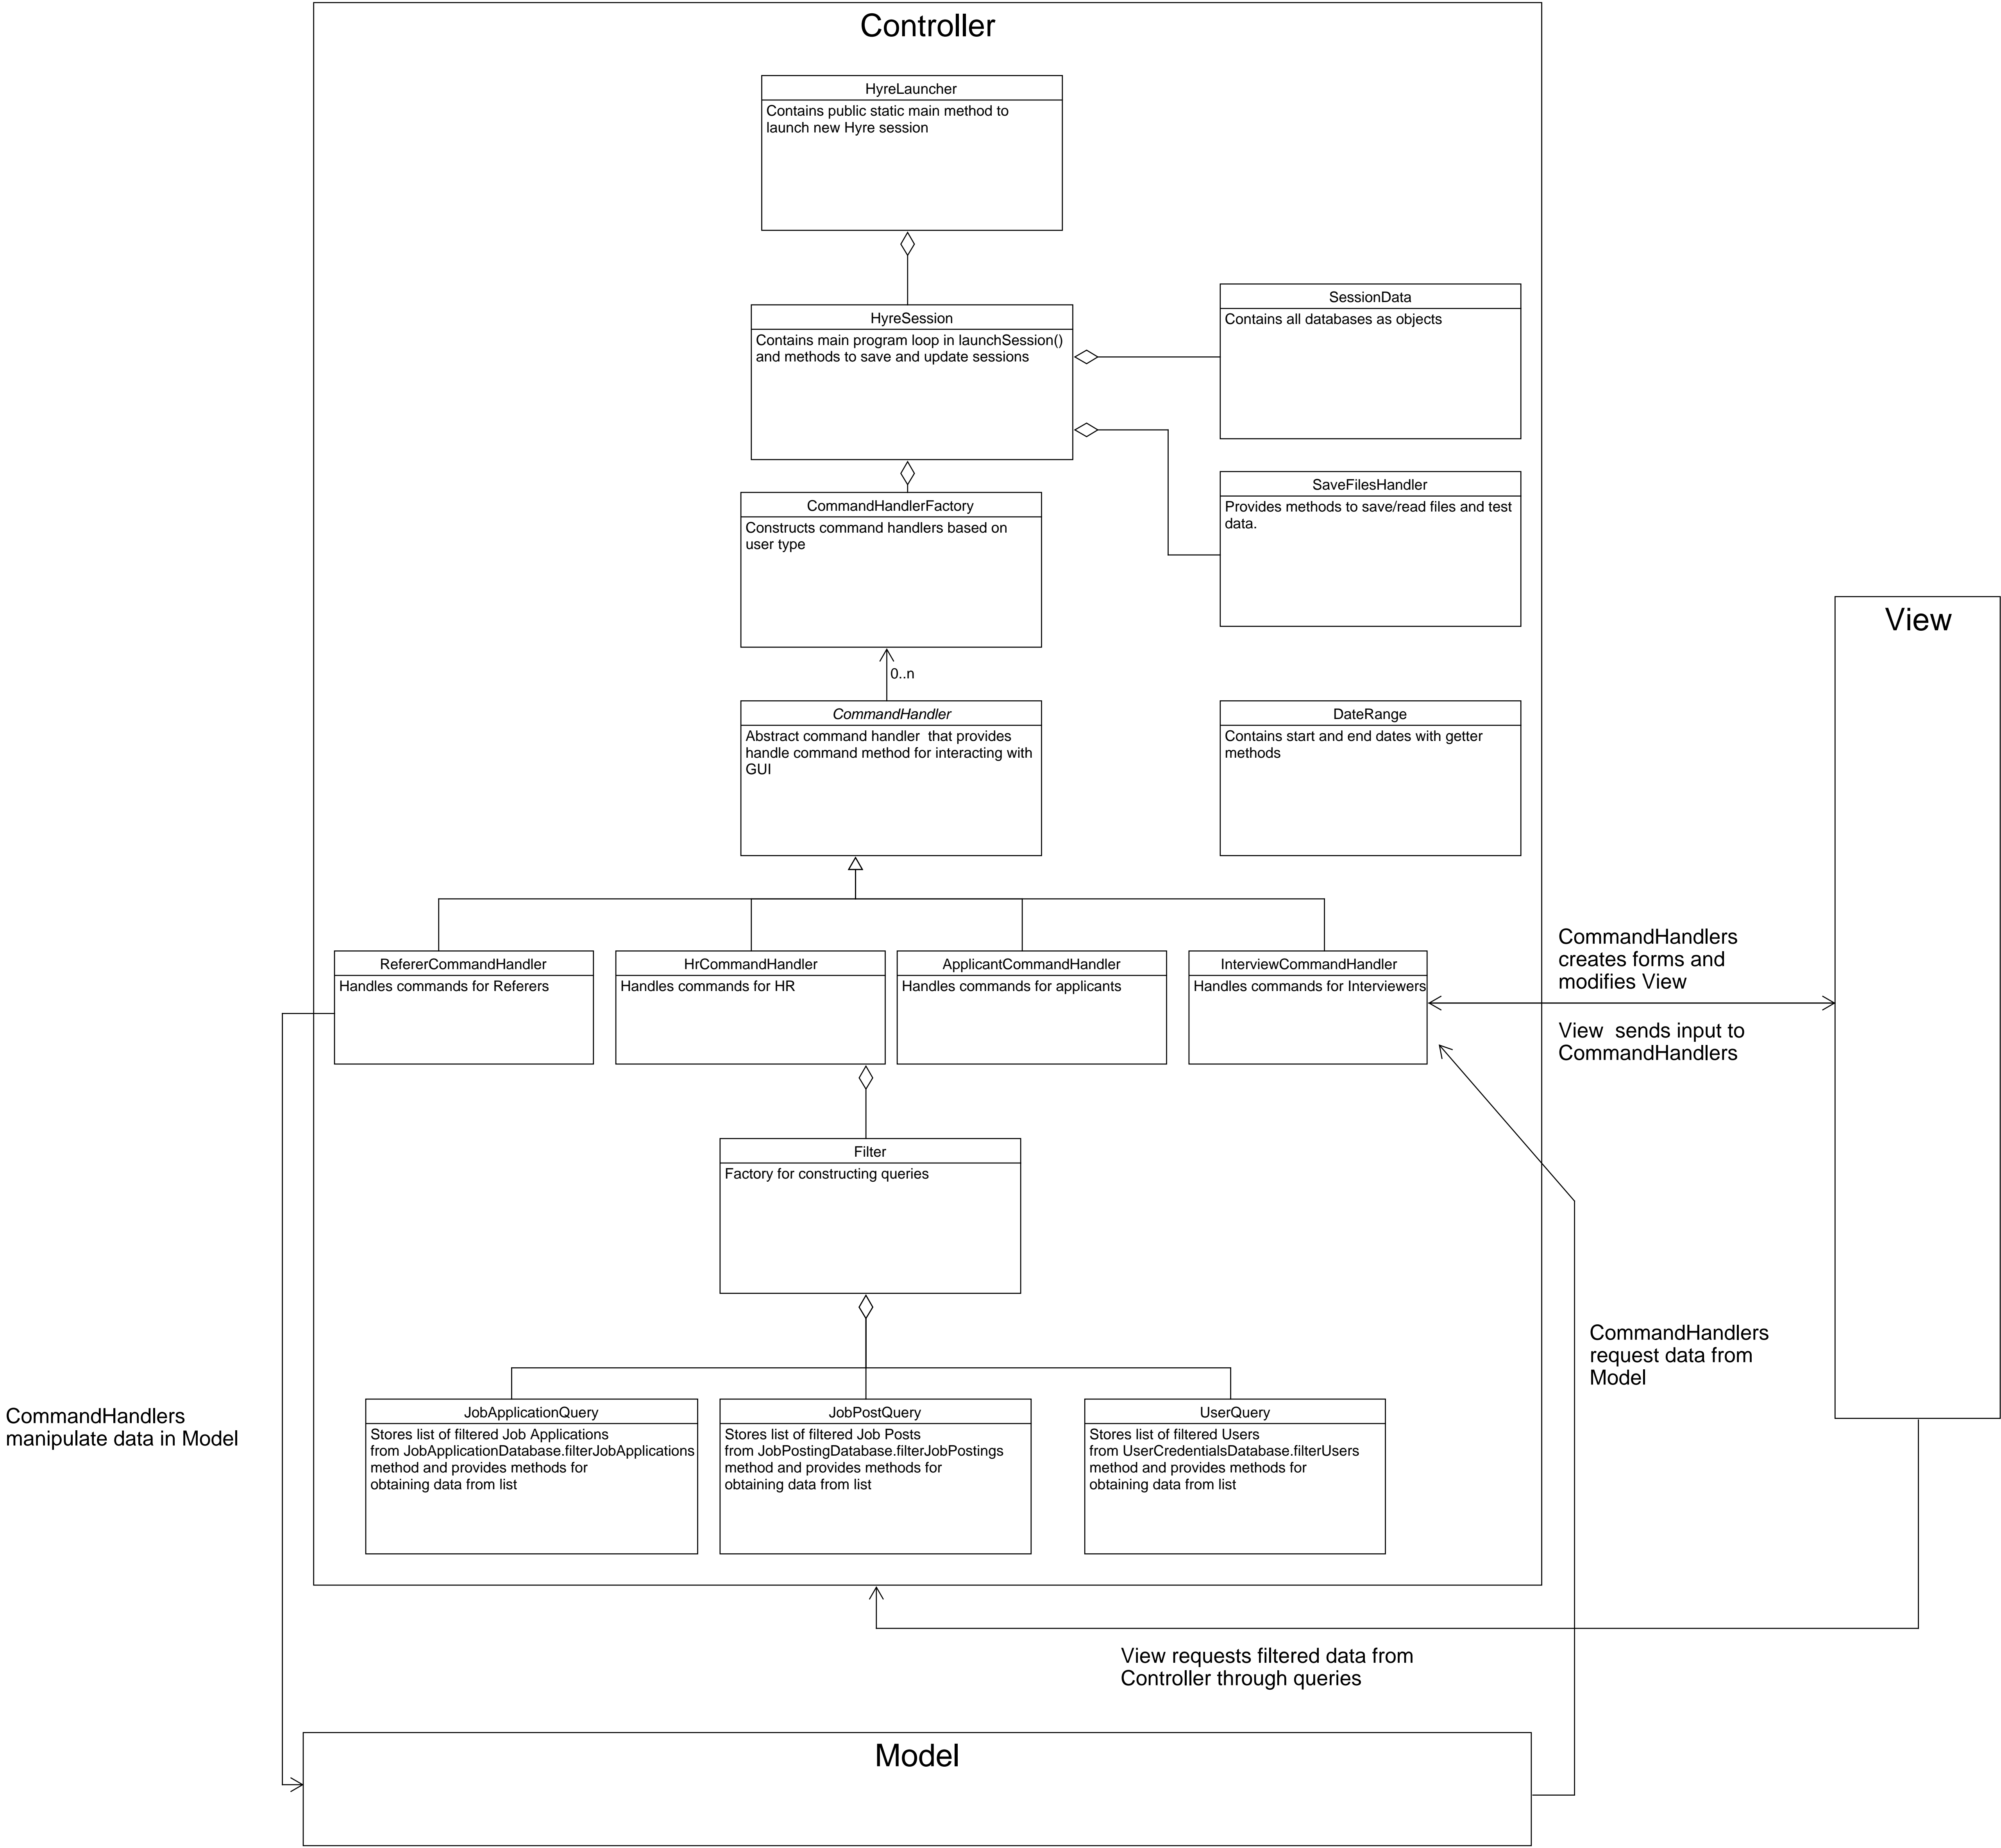 Controller
HyreLauncher
Contains public static main method to
launch new Hyre session
HyreSession
Contains main program loop in launchSession()
and methods to save and update sessions
SessionData
Contains all databases as objects
SaveFilesHandler
Provides methods to save/read files and test
data.
CommandHandlerFactory
Constructs command handlers based on
user type
0..n
CommandHandler
Abstract command handler  that provides
handle command method for interacting with
GUI
DateRange
Contains start and end dates with getter
methods
View
RefererCommandHandler
Handles commands for Referers
HrCommandHandler
Handles commands for HR
ApplicantCommandHandler
Handles commands for applicants
InterviewCommandHandler
Handles commands for Interviewers
CommandHandlers
creates forms and
modifies View
View  sends input to
CommandHandlers
Filter
Factory for constructing queries
CommandHandlers
request data from
Model
CommandHandlers
manipulate data in Model
JobApplicationQuery
Stores list of filtered Job Applications
from JobApplicationDatabase.filterJobApplications
method and provides methods for
obtaining data from list
JobPostQuery
Stores list of filtered Job Posts
from JobPostingDatabase.filterJobPostings
method and provides methods for
obtaining data from list
UserQuery
Stores list of filtered Users
from UserCredentialsDatabase.filterUsers
method and provides methods for
obtaining data from list
View requests filtered data from
Controller through queries
Model